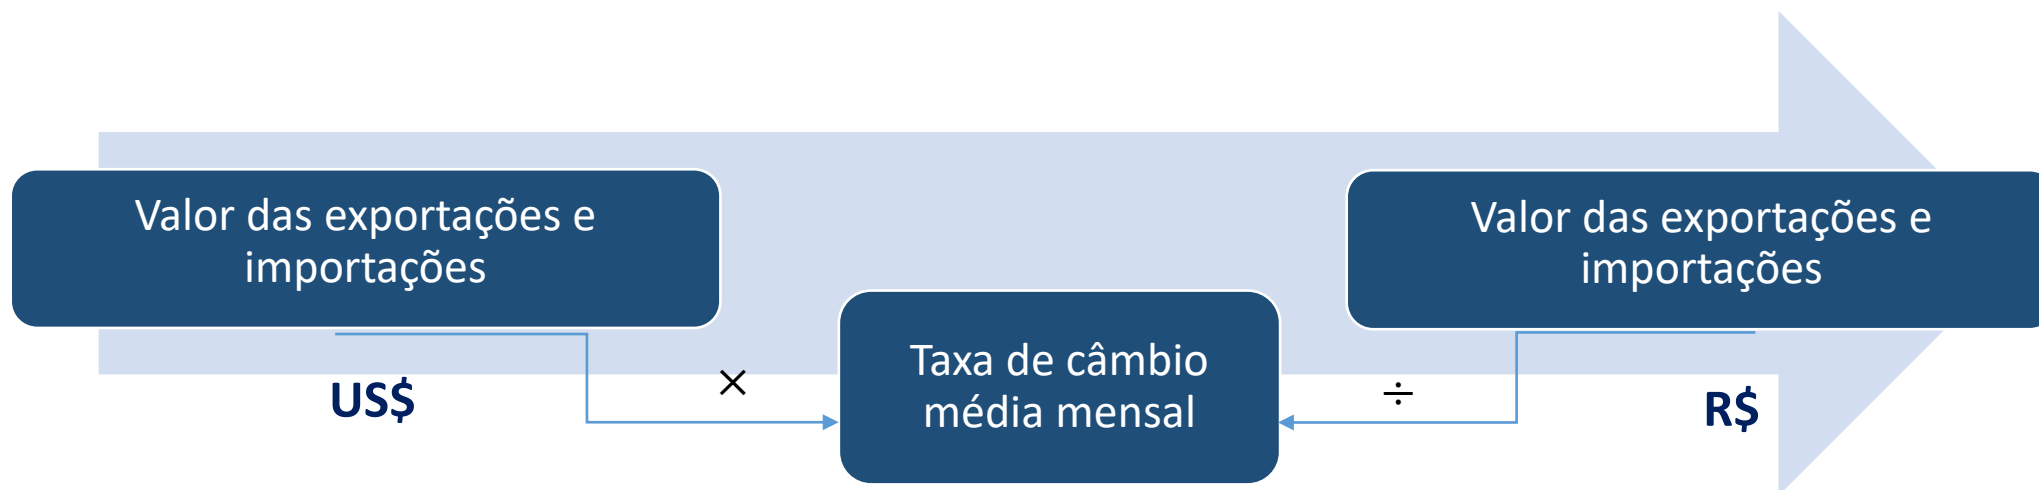 Valor das exportações e
importações
US$
×
Taxa de câmbio
média mensal
÷
Valor das exportações e
importações
R$